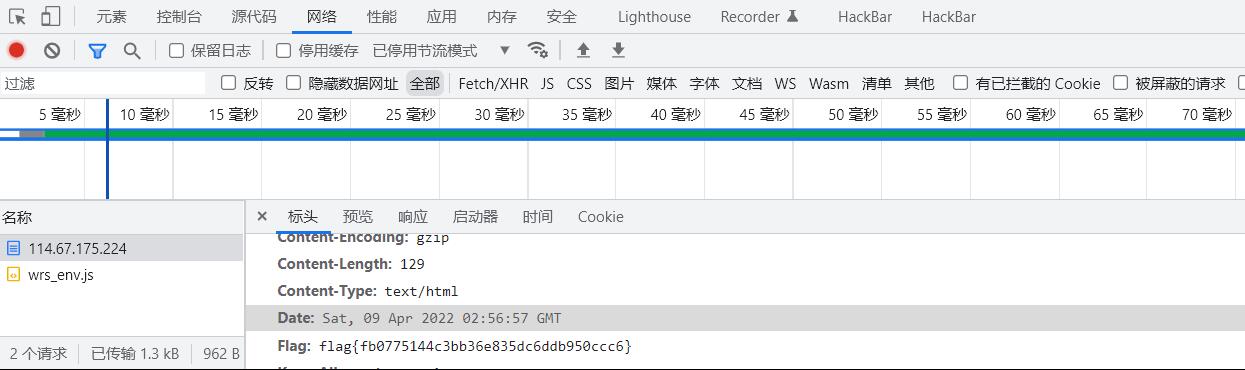 元素 控制台 源代码 网络 性能 应用 内存 安全 Lighthouse Recorder HackBar HackBar
保留日志 停用缓存 已停用节流模式
过滤 反转 隐藏数据网址 全部 Fetch/XHR JS CSS 图片 媒体 字体 文档 WS Wasm 清单 其他 有已拦截的 Cookie 被屏蔽的请求
5 毫秒 10 毫秒 15 毫秒 20 毫秒 25 毫秒 30 毫秒 35 毫秒 40 毫秒 45 毫秒 50 毫秒 55 毫秒 60 毫秒 65 毫秒 70 毫秒
名称 × 标头 预览 响应 启动器 时间 Cookie
Content-Encoding: gzip
114.67.175.224
Content-Length: 129
wrs_env.js
Content-Type: text/html
Date: Sat, 09 Apr 2022 02:56:57 GMT
Flag: flag{fb0775144c3bb36e835dc6ddb950ccc6}
2 个请求 已传输 1.3 kB 962 B